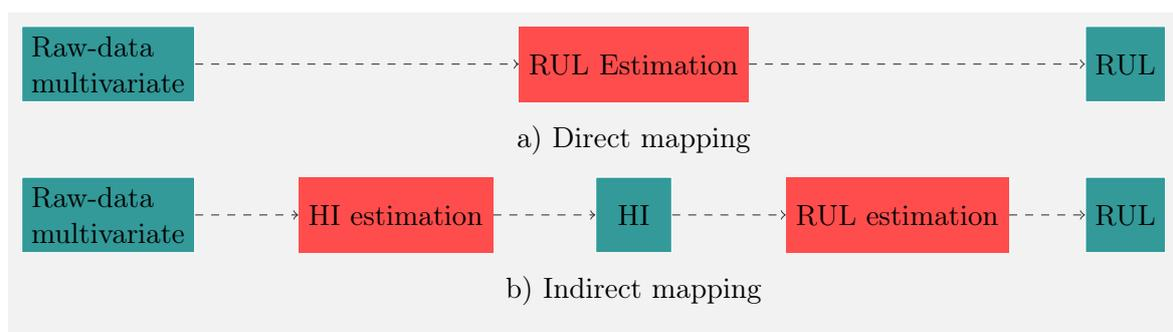 Raw-data
multivariate
RUL Estimation
RUL
a) Direct mapping
Raw-data
multivariate
HI estimation
HI
RUL estimation
RUL
b) Indirect mapping